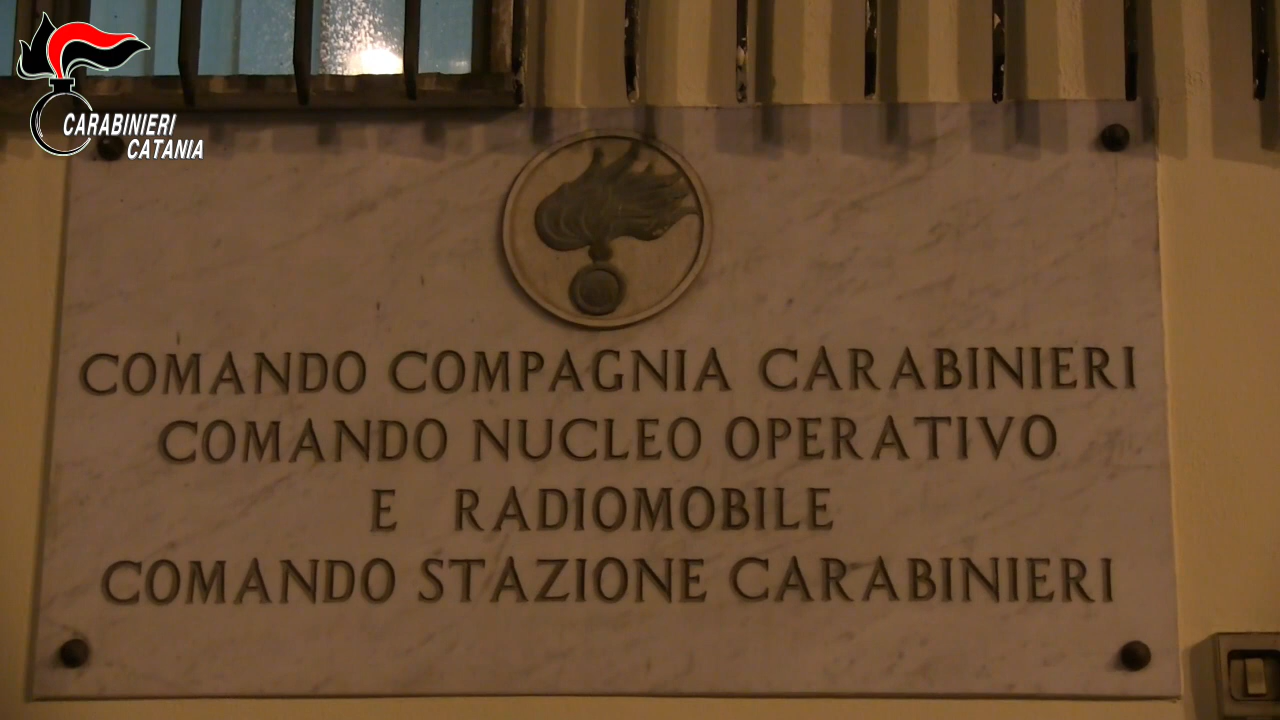 CARABINIERI
CATANIA
COMANDO COMPAGNIA CARABINIERI
COMANDO NUCLEO OPERATIVO
E RADIOMOBILE
COMANDO STAZIONE CARABINIERI